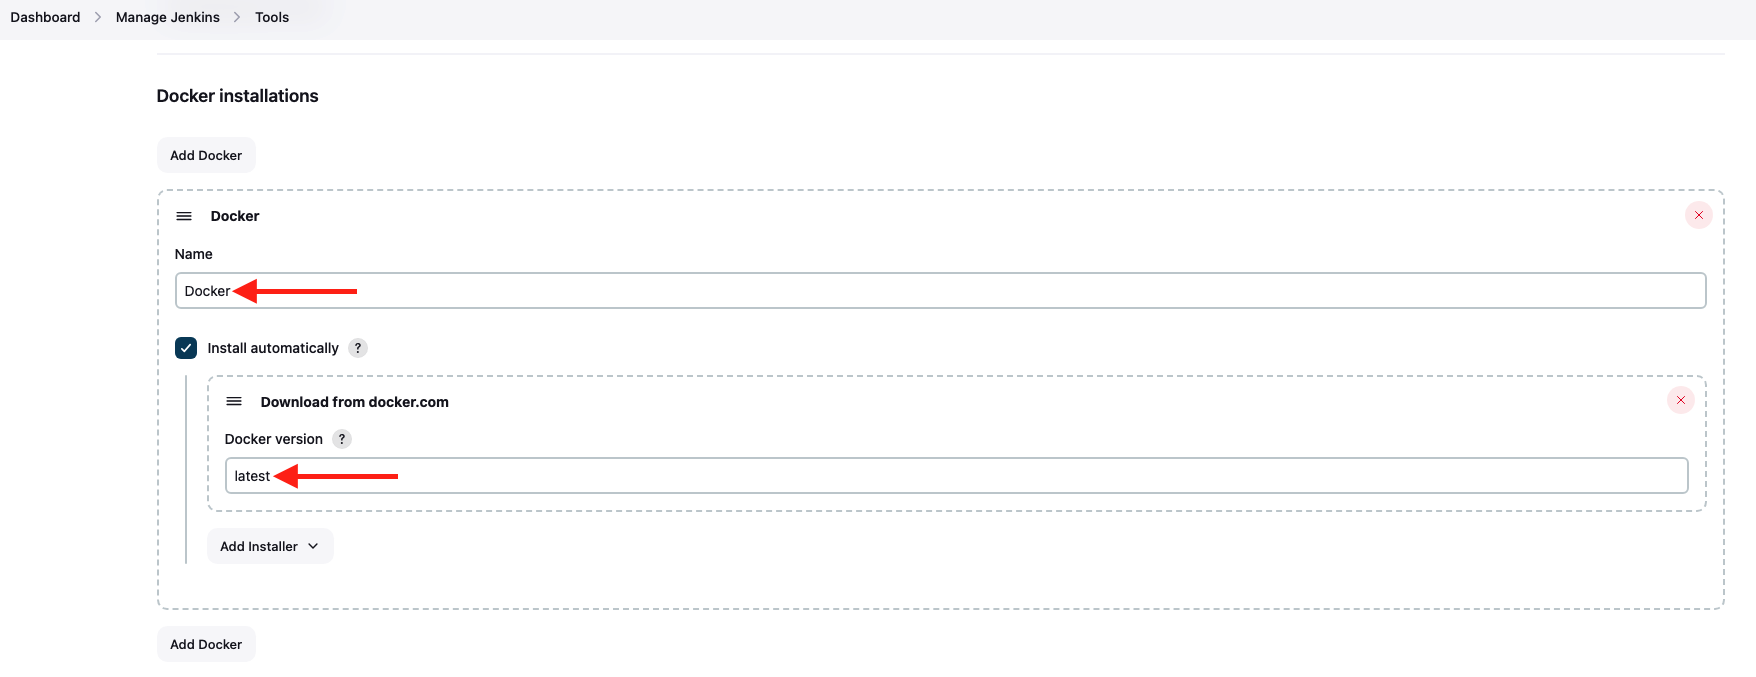 Dashboard > Manage Jenkins > Tools
Docker installations
Add Docker
Docker
Name
Docker
Install automatically ?
Download from docker.com
Docker version ?
latest
Add Installer
Add Docker